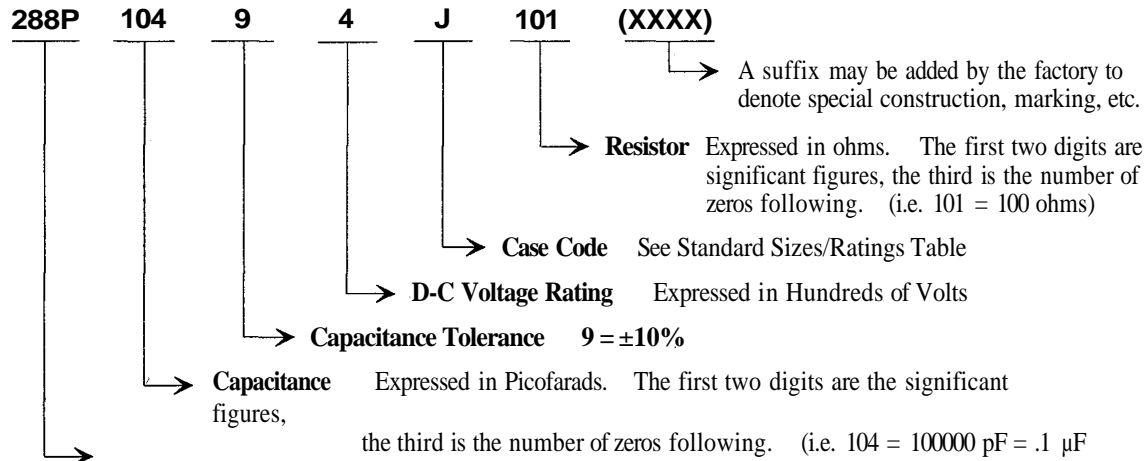 288P 104 9 4 J 101 (XXXX)
A suffix may be added by the factory to
denote special construction, marking, etc.
Resistor Expressed in ohms. The first two digits are
significant figures, the third is the number of
zeros following. (i.e. 101 = 100 ohms)
Case Code See Standard Sizes/Ratings Table
D-C Voltage Rating Expressed in Hundreds of Volts
Capacitance Tolerance 9 = ±10%
Capacitance Expressed in Picofarads. The first two digits are the significant
figures,
the third is the number of zeros following. (i.e. 104 = 100000 pF = .1 µF